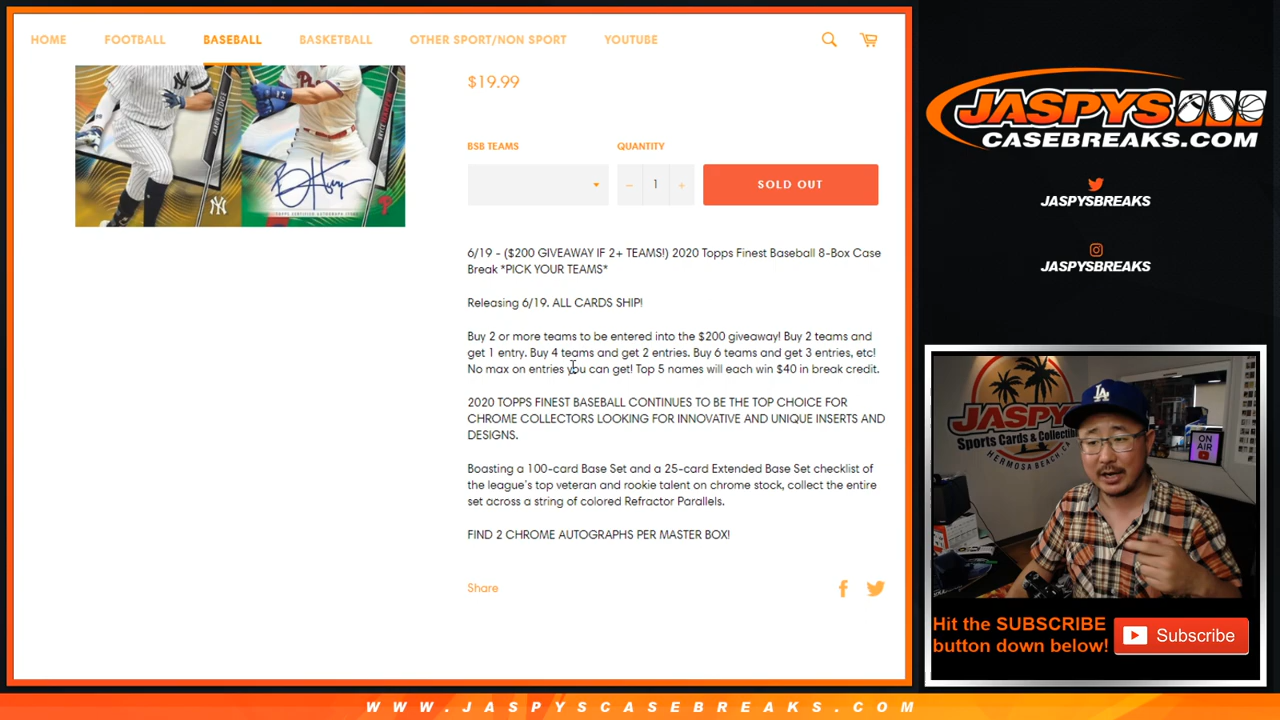 HOME FOOTBALL BASEBALL BASKETBALL OTHER SPORT/NON SPORT YOUTUBE
$19.99
BSB TEAMS QUANTITY
− 1 + SOLD OUT
6/19 - ($200 GIVEAWAY IF 2+ TEAMS!) 2020 Topps Finest Baseball 8-Box Case
Break *PICK YOUR TEAMS*
Releasing 6/19. ALL CARDS SHIP!
Buy 2 or more teams to be entered into the $200 giveaway! Buy 2 teams and
get 1 entry. Buy 4 teams and get 2 entries. Buy 6 teams and get 3 entries, etc!
No max on entries you can get! Top 5 names will each win $40 in break credit.
2020 TOPPS FINEST BASEBALL CONTINUES TO BE THE TOP CHOICE FOR
CHROME COLLECTORS LOOKING FOR INNOVATIVE AND UNIQUE INSERTS AND
DESIGNS.
Boasting a 100-card Base Set and a 25-card Extended Base Set checklist of
the league's top veteran and rookie talent on chrome stock, collect the entire
set across a string of colored Refractor Parallels.
FIND 2 CHROME AUTOGRAPHS PER MASTER BOX!
Share
AARON JUDGE
JASPYS
CASEBREAKS.COM
JASPYSBREAKS
JASPYSBREAKS
JASPYS
Sports Cards & Collectibl
HERMOSA BEACH, CA
LA
ON
AIR
Hit the SUBSCRIBE
button down below!
Subscribe
WWW.JASPYSCASEBREAKS.COM